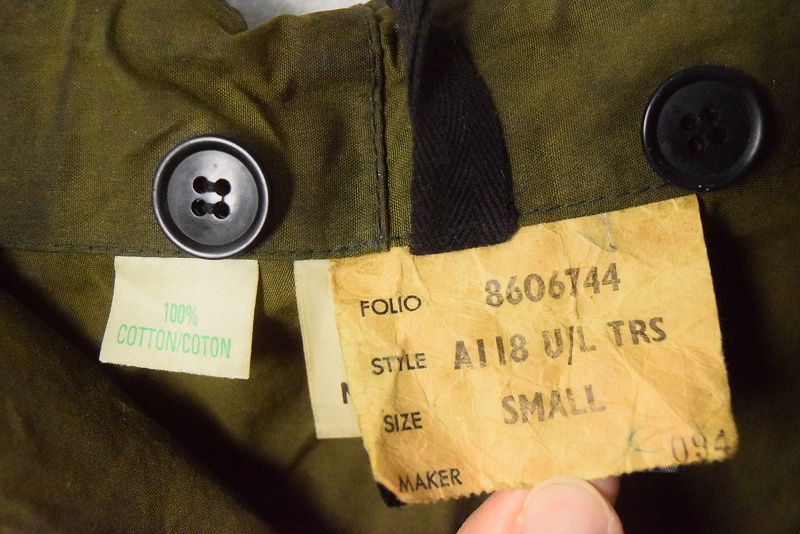 100%
COTTON/COTON
FOLIO 8606744
STYLE A118 U/L TRS
SIZE SMALL
MAKER 094